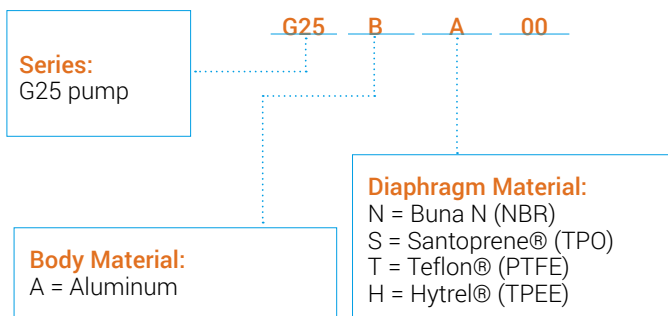 G25 B A 00
Series:
G25 pump
Body Material:
A = Aluminum
Diaphragm Material:
N = Buna N (NBR)
S = Santoprene® (TPO)
T = Teflon® (PTFE)
H = Hytrel® (TPEE)